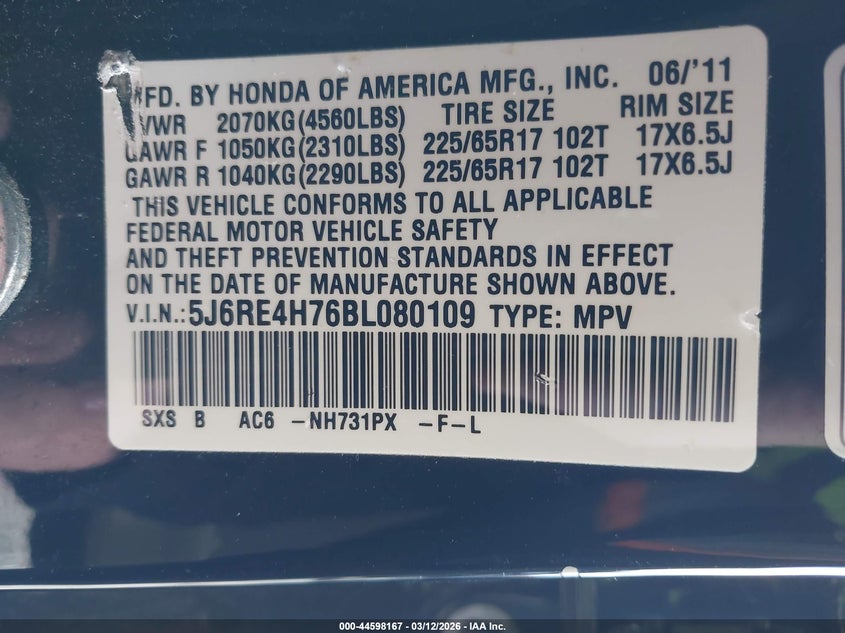 MFD. BY HONDA OF AMERICA MFG., INC. 06/'11
GVWR 2070KG(4560LBS) TIRE SIZE RIM SIZE
GAWR F 1050KG(2310LBS) 225/65R17 102T 17X6.5J
GAWR R 1040KG(2290LBS) 225/65R17 102T 17X6.5J
THIS VEHICLE CONFORMS TO ALL APPLICABLE
FEDERAL MOTOR VEHICLE SAFETY
AND THEFT PREVENTION STANDARDS IN EFFECT
ON THE DATE OF MANUFACTURE SHOWN ABOVE.
V.I.N.:5J6RE4H76BL080109 TYPE: MPV
SXS B AC6 -NH731PX -F-L
000-44598167 - 03/12/2026 - IAA Inc.